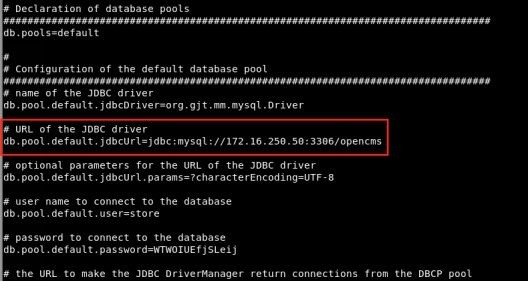 # Declaration of database pools
#################################################################################
db.pools=default
#
# Configuration of the default database pool
#################################################################################
# name of the JDBC driver
db.pool.default.jdbcDriver=org.gjt.mm.mysql.Driver
# URL of the JDBC driver
db.pool.default.jdbcUrl=jdbc:mysql://172.16.250.50:3306/opencms
# optional parameters for the URL of the JDBC driver
db.pool.default.jdbcUrl.params=?characterEncoding=UTF-8
# user name to connect to the database
db.pool.default.user=store
# password to connect to the database
db.pool.default.password=WTWOIUEfjSLeij
# the URL to make the JDBC DriverManager return connections from the DBCP pool